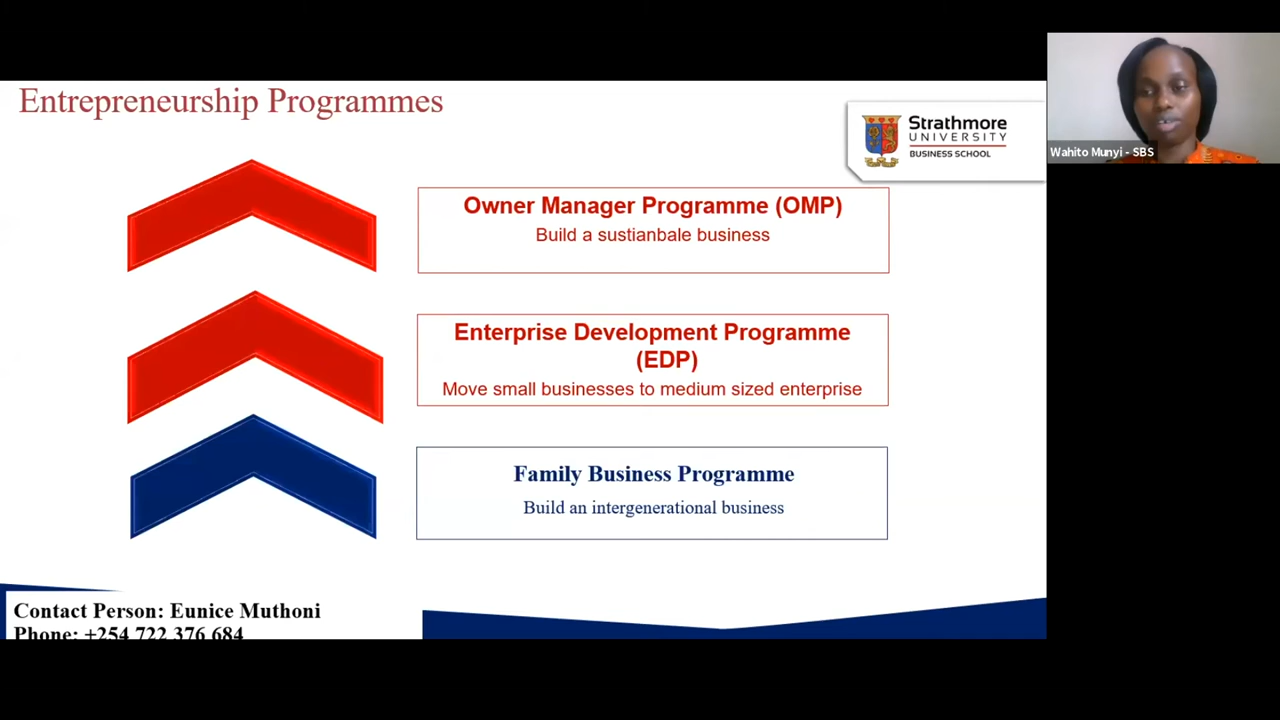 Entrepreneurship Programmes
Strathmore
UNIVERSITY
BUSINESS SCHOOL
Wahito Munyi - SBS
Owner Manager Programme (OMP)
Build a sustianbale business
Enterprise Development Programme
(EDP)
Move small businesses to medium sized enterprise
Family Business Programme
Build an intergenerational business
Contact Person: Eunice Muthoni
Phone: +254 722 376 684